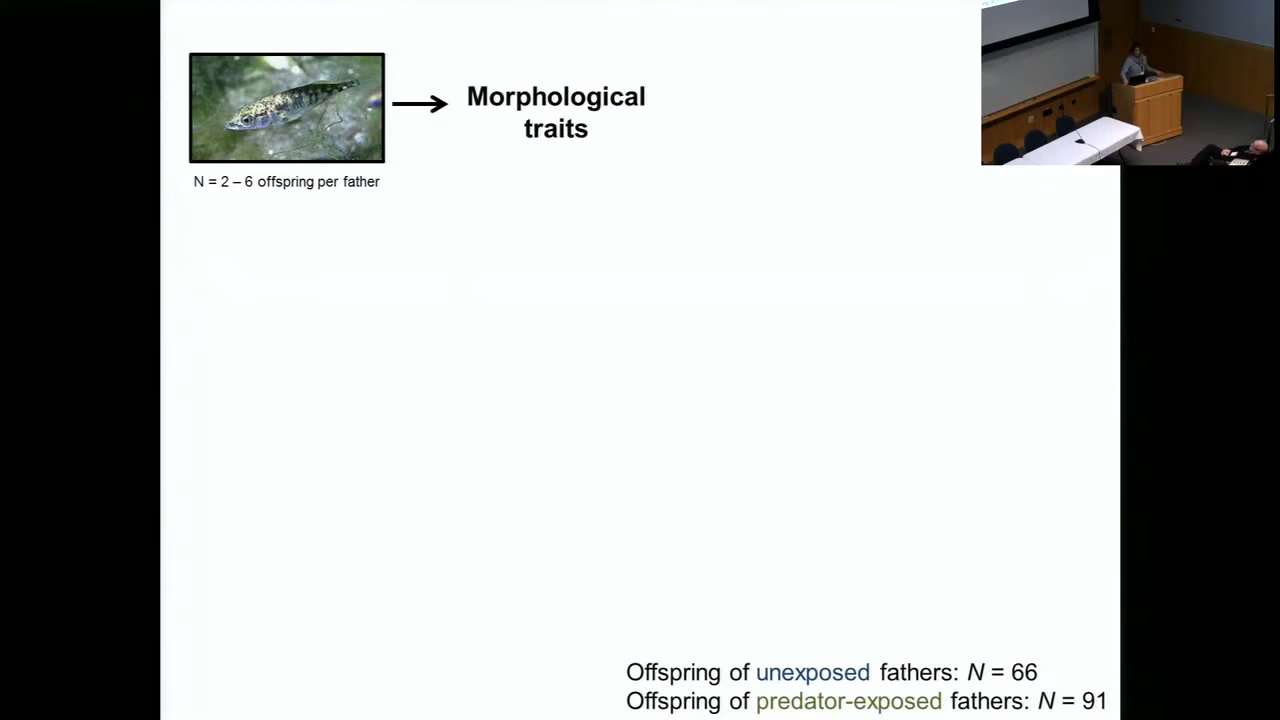 Morphological
traits
N = 2 – 6 offspring per father
Offspring of unexposed fathers: N = 66
Offspring of predator-exposed fathers: N = 91